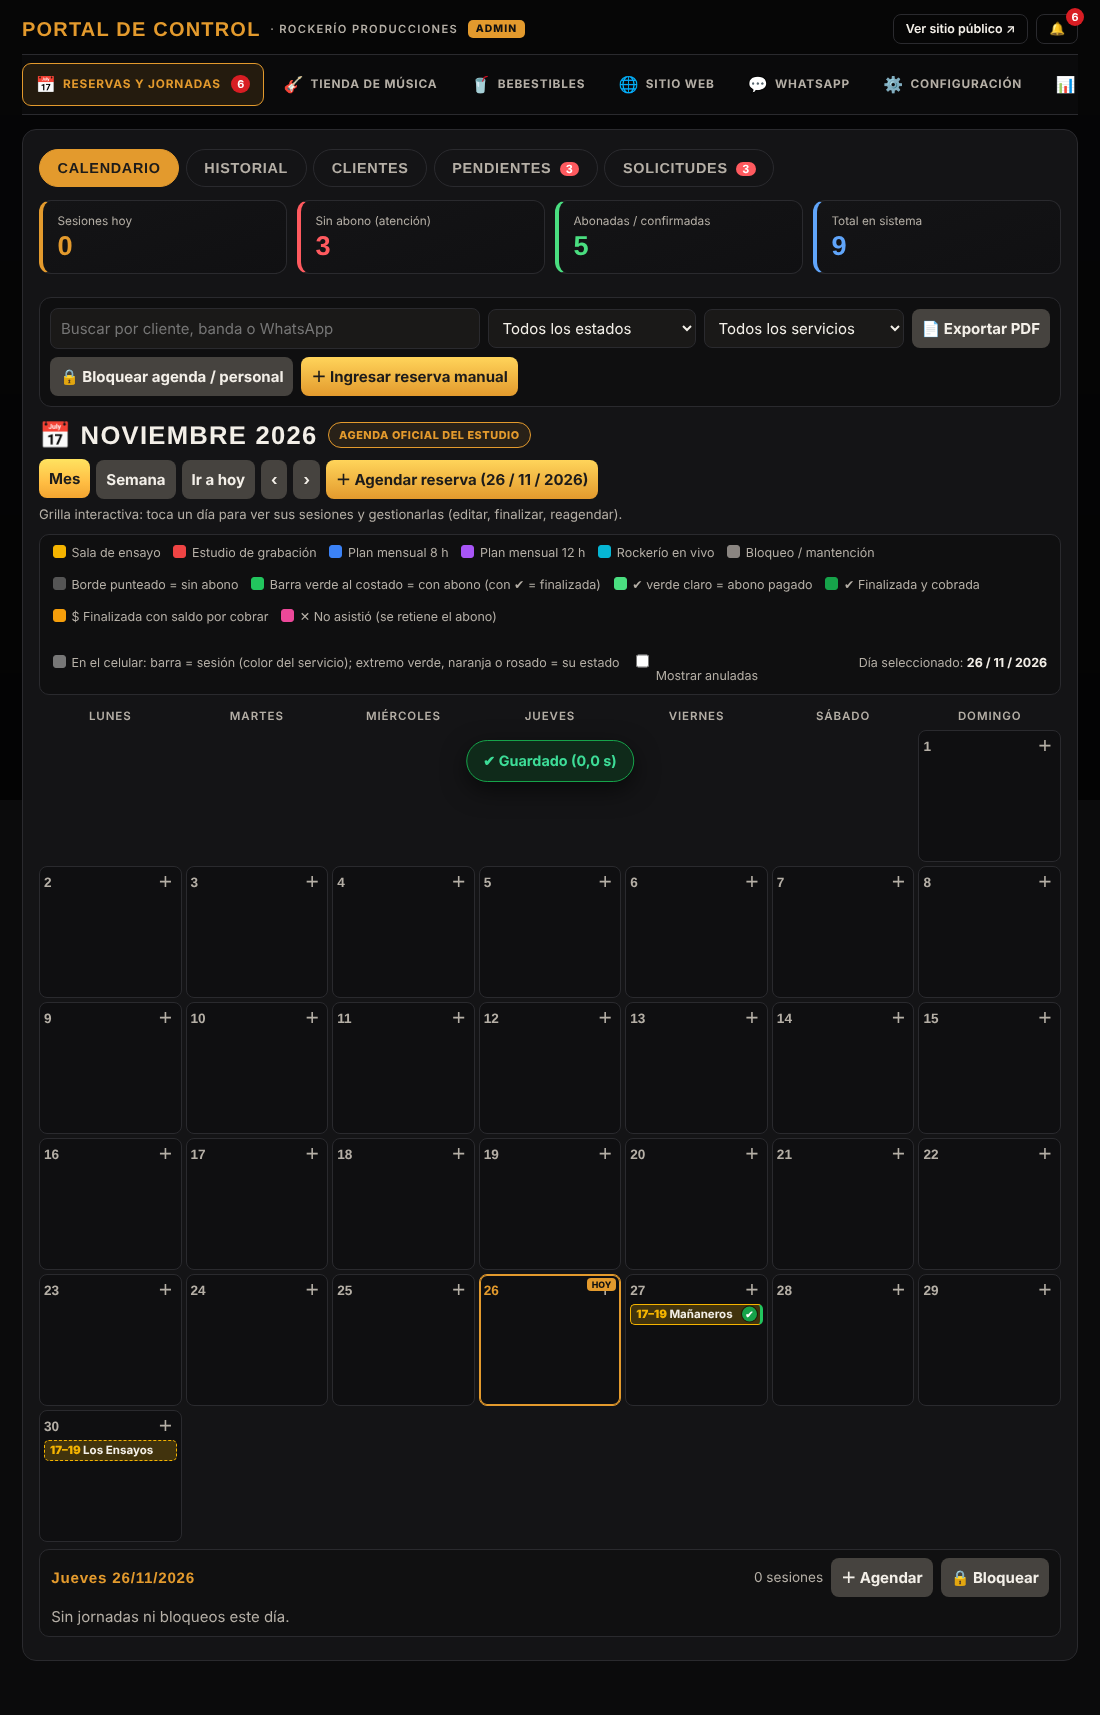 PORTAL DE CONTROL · ROCKERÍO PRODUCCIONES ADMIN Ver sitio público ↗ 6
RESERVAS Y JORNADAS 6 TIENDA DE MÚSICA BEBESTIBLES SITIO WEB WHATSAPP CONFIGURACIÓN
CALENDARIO HISTORIAL CLIENTES PENDIENTES 3 SOLICITUDES 3
Sesiones hoy Sin abono (atención) Abonadas / confirmadas Total en sistema
0 3 5 9
Buscar por cliente, banda o WhatsApp Todos los estados Todos los servicios Exportar PDF
Bloquear agenda / personal + Ingresar reserva manual
NOVIEMBRE 2026 AGENDA OFICIAL DEL ESTUDIO
Mes Semana Ir a hoy ‹ › + Agendar reserva (26 / 11 / 2026)
Grilla interactiva: toca un día para ver sus sesiones y gestionarlas (editar, finalizar, reagendar).
Sala de ensayo Estudio de grabación Plan mensual 8 h Plan mensual 12 h Rockerío en vivo Bloqueo / mantención
Borde punteado = sin abono Barra verde al costado = con abono (con ✔ = finalizada) ✔ verde claro = abono pagado ✔ Finalizada y cobrada
$ Finalizada con saldo por cobrar ✕ No asistió (se retiene el abono)
En el celular: barra = sesión (color del servicio); extremo verde, naranja o rosado = su estado Mostrar anuladas Día seleccionado: 26 / 11 / 2026
LUNES MARTES MIÉRCOLES JUEVES VIERNES SÁBADO DOMINGO
1 +
✔ Guardado (0,0 s)
2 + 3 + 4 + 5 + 6 + 7 + 8 +
9 + 10 + 11 + 12 + 13 + 14 + 15 +
16 + 17 + 18 + 19 + 20 + 21 + 22 +
23 + 24 + 25 + 26 HOY 27 + 28 + 29 +
17–19 Mañaneros ✔
30 +
17–19 Los Ensayos
Jueves 26/11/2026 0 sesiones + Agendar Bloquear
Sin jornadas ni bloqueos este día.